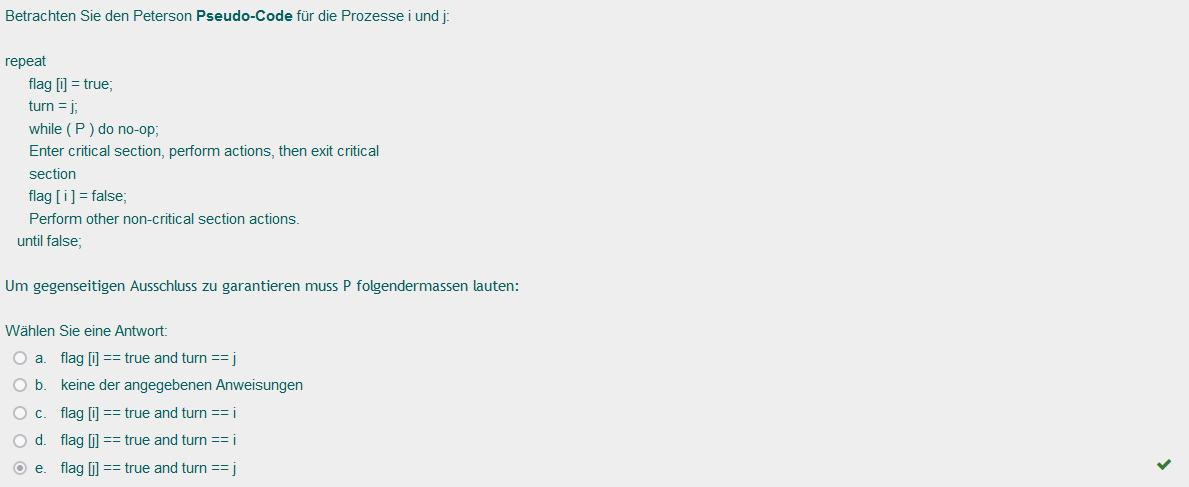 Betrachten Sie den Peterson Pseudo-Code für die Prozesse i und j:
repeat
flag [i] = true;
turn = j;
while ( P ) do no-op;
Enter critical section, perform actions, then exit critical
section
flag [ i ] = false;
Perform other non-critical section actions.
until false;
Um gegenseitigen Ausschluss zu garantieren muss P folgendermassen lauten:
Wählen Sie eine Antwort:
a. flag [i] == true and turn == j
b. keine der angegebenen Anweisungen
c. flag [i] == true and turn == i
d. flag [j] == true and turn == i
e. flag [j] == true and turn == j